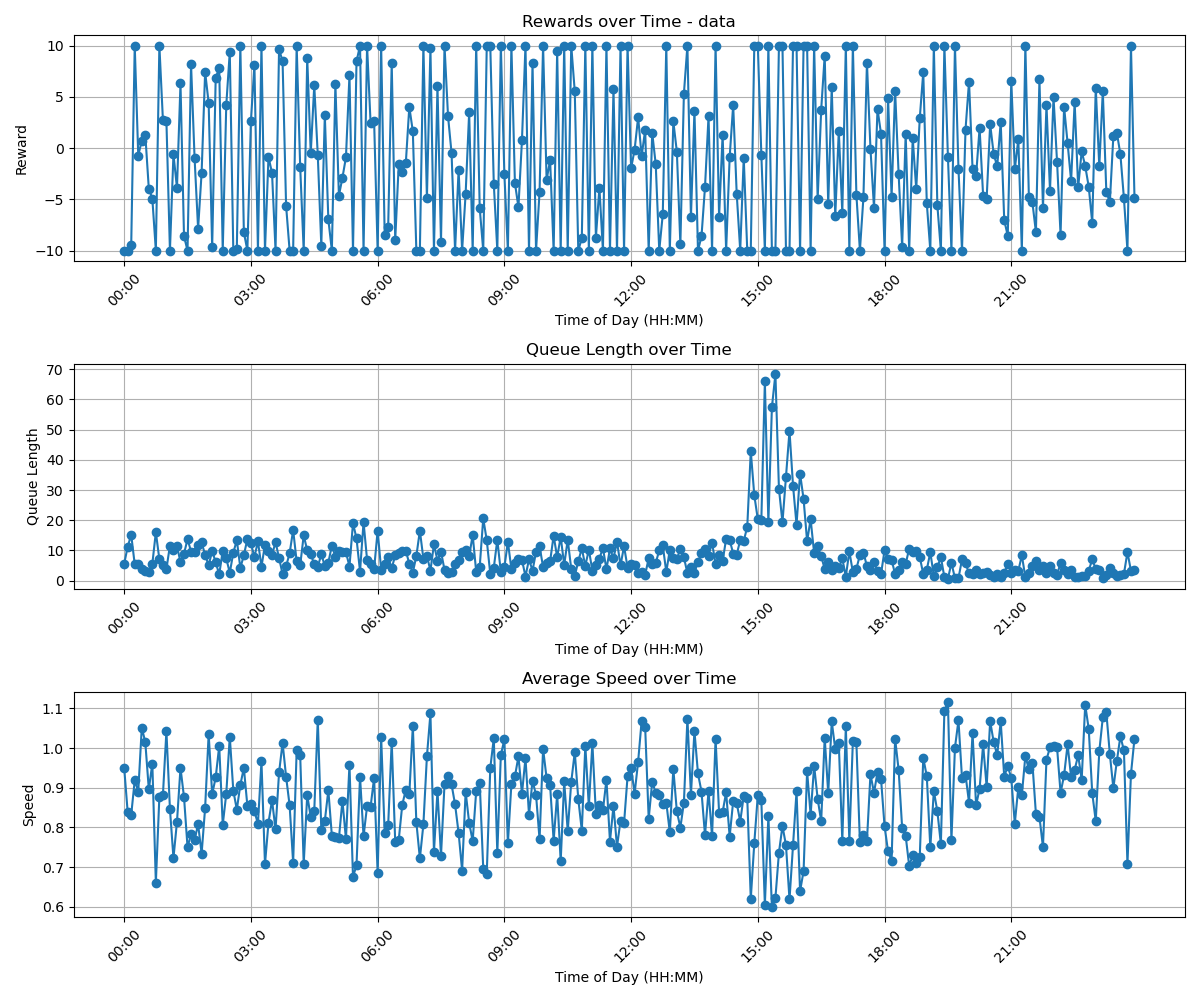 Rewards over Time - data
10
5
0
−5
−10
Reward
00:00 03:00 06:00 09:00 12:00 15:00 18:00 21:00
Time of Day (HH:MM)
Queue Length over Time
70
60
50
40
30
20
10
0
Queue Length
00:00 03:00 06:00 09:00 12:00 15:00 18:00 21:00
Time of Day (HH:MM)
Average Speed over Time
1.1
1.0
0.9
0.8
0.7
0.6
Speed
00:00 03:00 06:00 09:00 12:00 15:00 18:00 21:00
Time of Day (HH:MM)